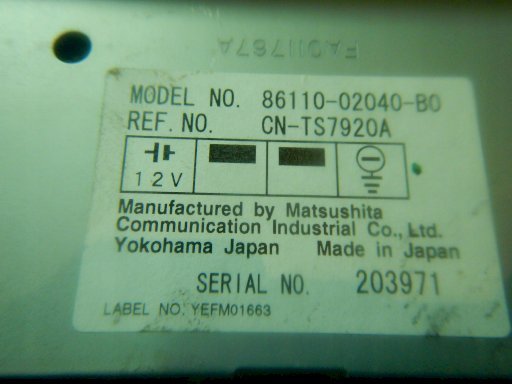 FA011767A
MODEL NO. 86110-02040-B0
REF. NO. CN-TS7920A
12V
Manufactured by Matsushita
Communication Industrial Co., Ltd.
Yokohama Japan Made in Japan
SERIAL NO. 203971
LABEL NO. YEFM01663